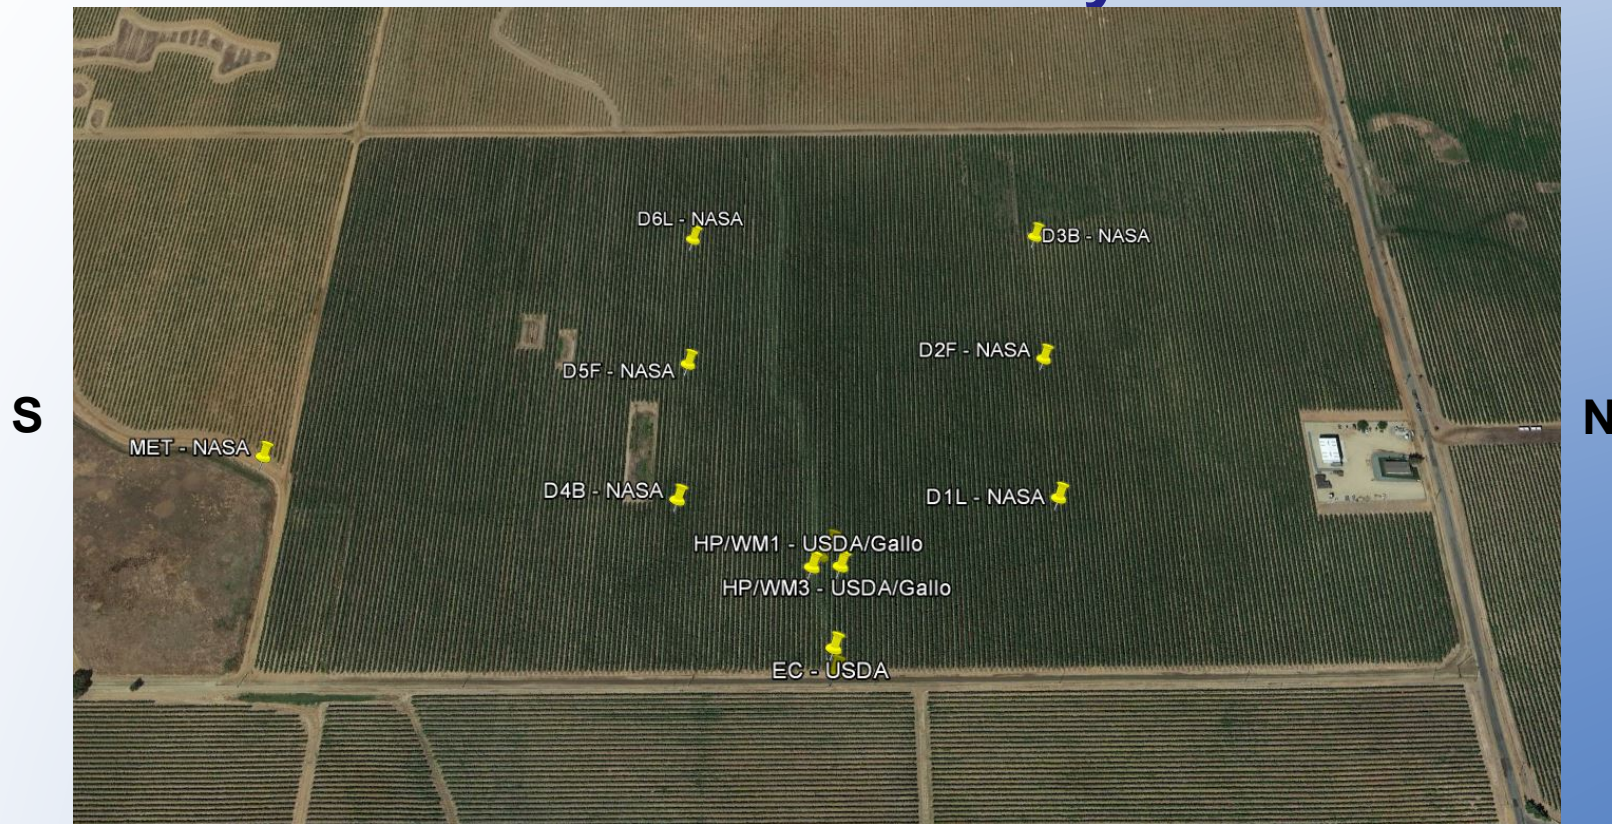 D6L - NASA
D3B - NASA
D2F - NASA
D5F - NASA
S
N
MET - NASA
D4B - NASA
D1L - NASA
HP/WM1 - USDA/Gallo
HP/WM3 - USDA/Gallo
EC - USDA